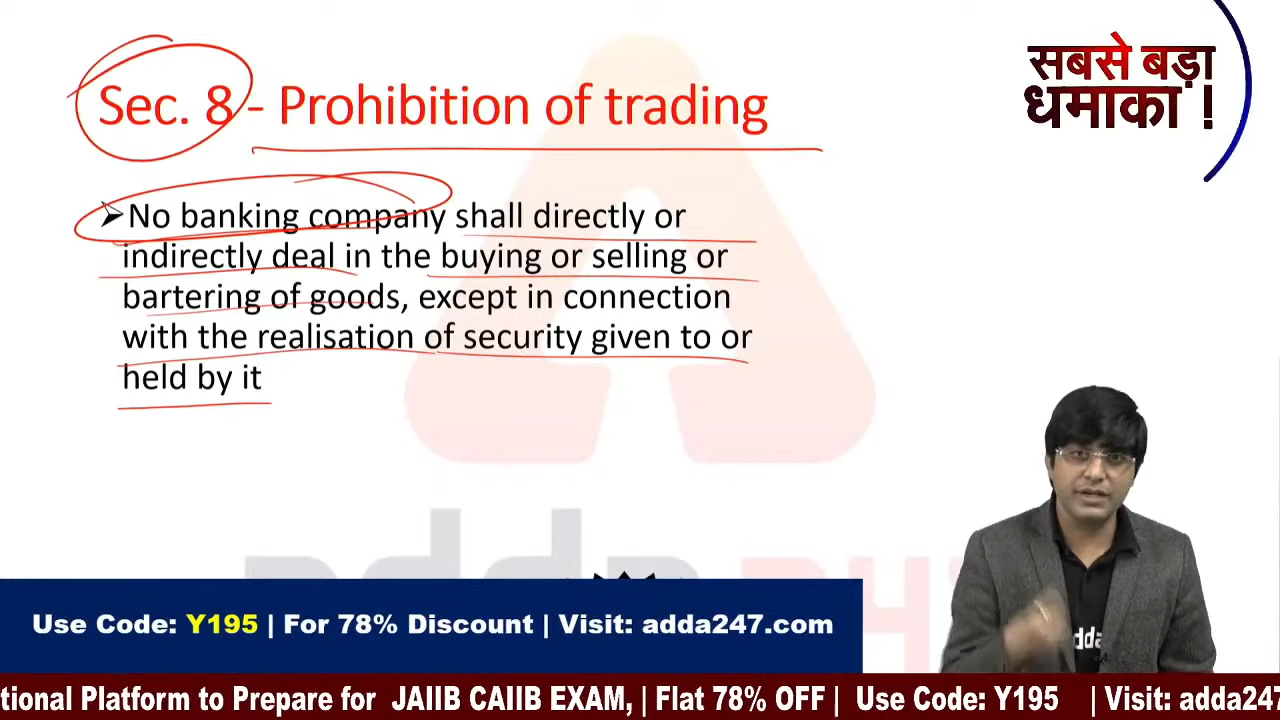 Sec. 8 - Prohibition of trading
सबसे बड़ा
धमाका !
➢No banking company shall directly or
indirectly deal in the buying or selling or
bartering of goods, except in connection
with the realisation of security given to or
held by it
adda247
adda
Use Code: Y195 | For 78% Discount | Visit: adda247.com
tional Platform to Prepare for JAIIB CAIIB EXAM, | Flat 78% OFF | Use Code: Y195 | Visit: adda247